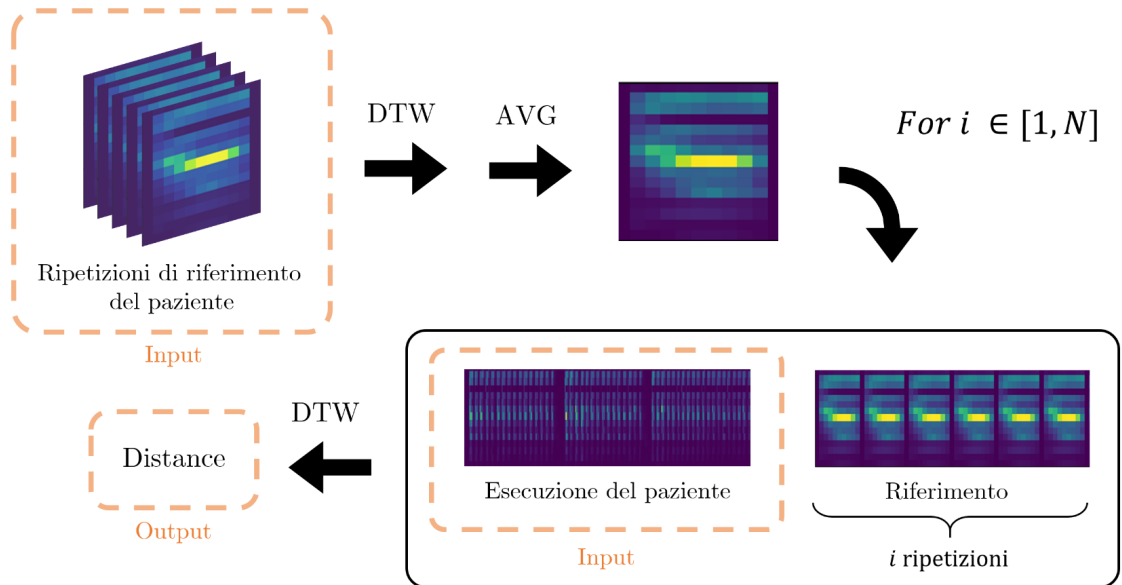 DTW
AVG
For i ∈ [1, N]
Ripetizioni di riferimento
del paziente
Input
DTW
Distance
Output
Esecuzione del paziente
Input
Riferimento
i ripetizioni